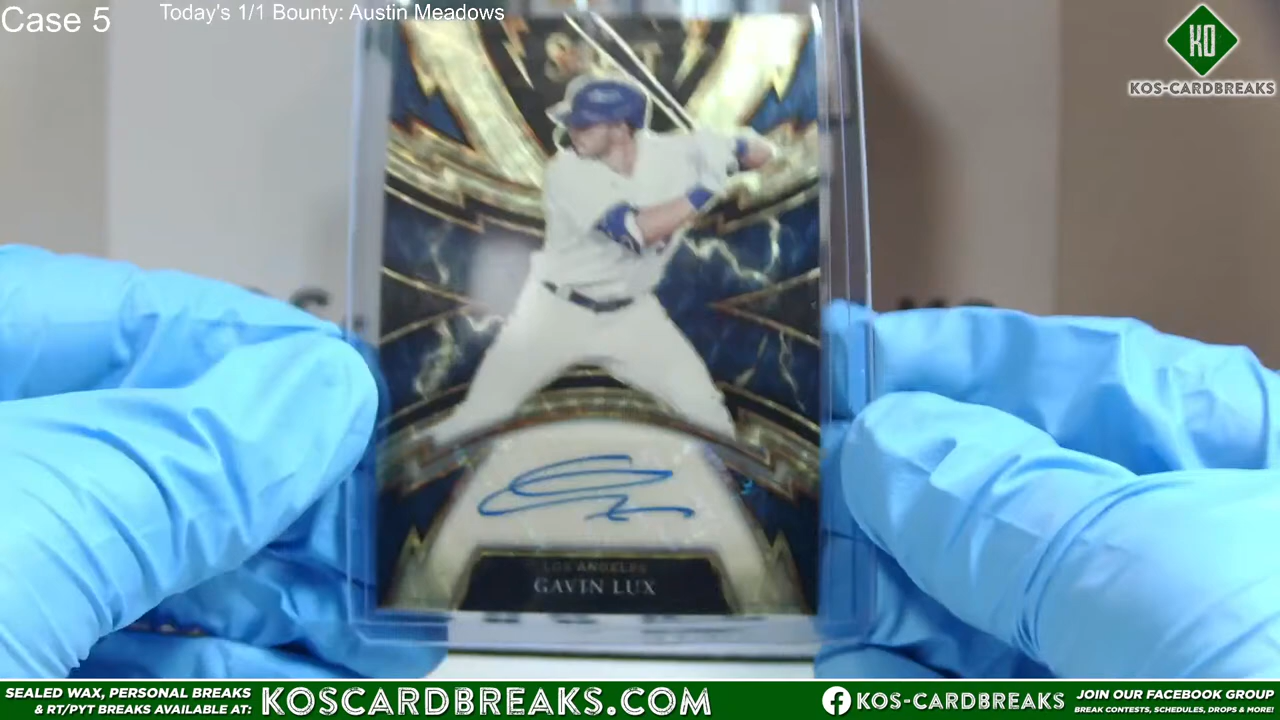 Case 5
Today's 1/1 Bounty: Austin Meadows
KO
KOS-CARDBREAKS
LOS ANGELES
GAVIN LUX
SEALED WAX, PERSONAL BREAKS
& RT/PYT BREAKS AVAILABLE AT:
KOSCARDBREAKS.COM
KOS-CARDBREAKS
JOIN OUR FACEBOOK GROUP
BREAK CONTESTS, SCHEDULES, DROPS & MORE!